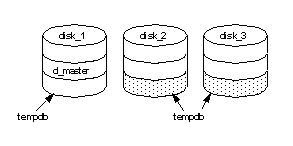 disk_1
disk_2
disk_3
d_master
tempdb
tempdb